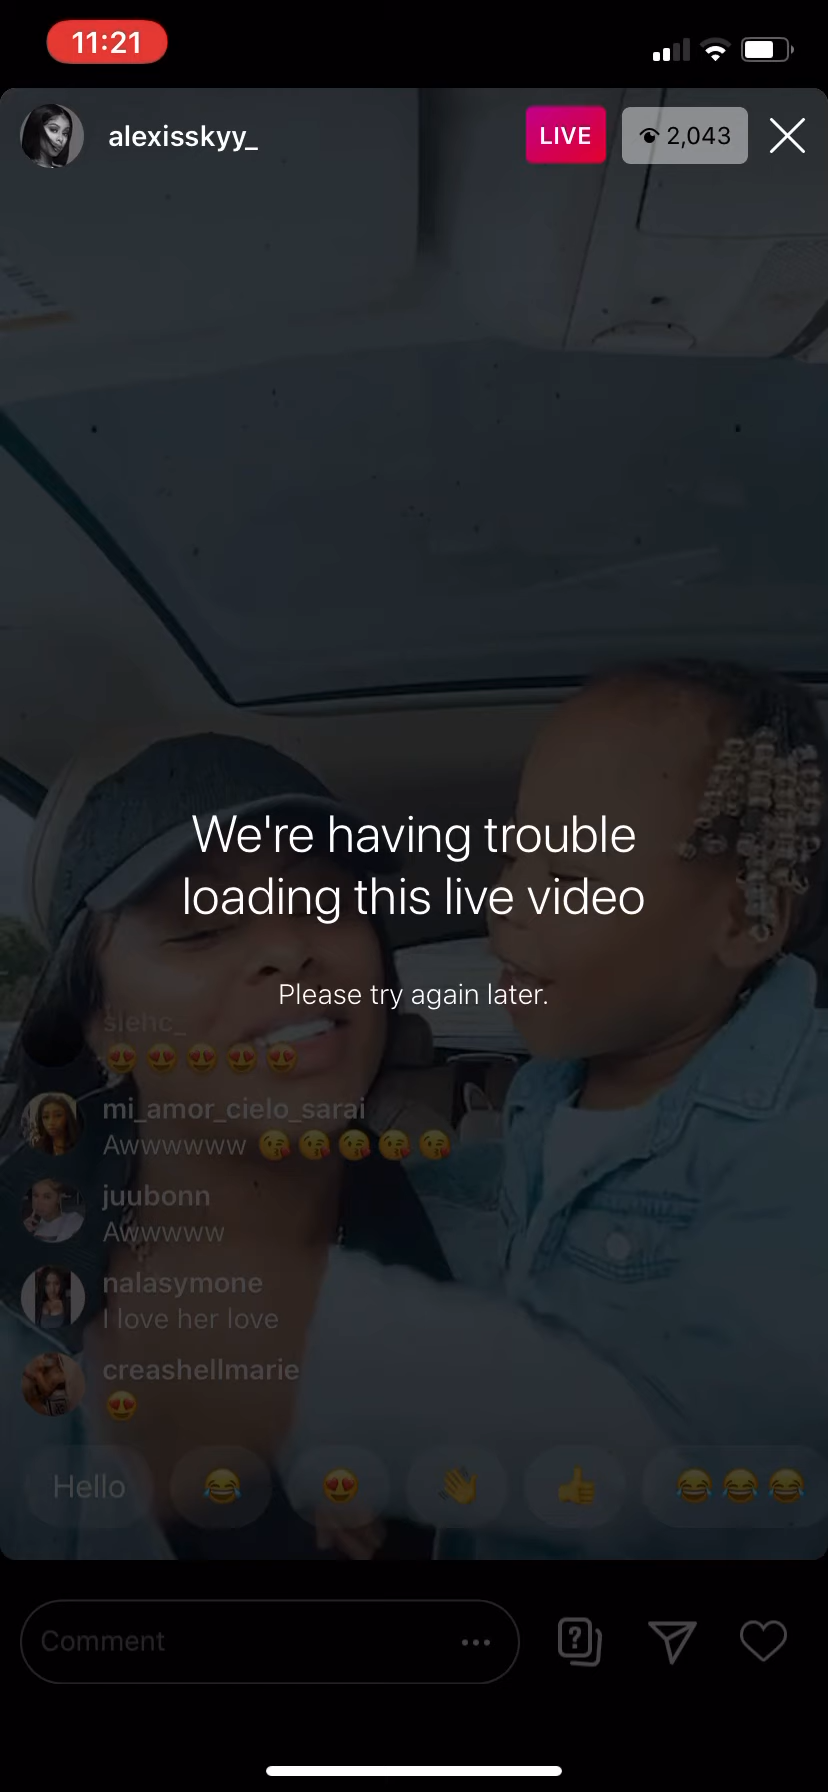 11:21
alexisskyy_
LIVE
2,043
We're having trouble
loading this live video
Please try again later.
slehc_
😍 😍 😍 😍 😍
mi_amor_cielo_sarai
Awwwwww 😘 😘 😘 😘 😘
juubonn
Awwwww
nalasymone
I love her love
creashellmarie
😍
Hello 😂 😍 👋 👍 😂 😂 😂
Comment